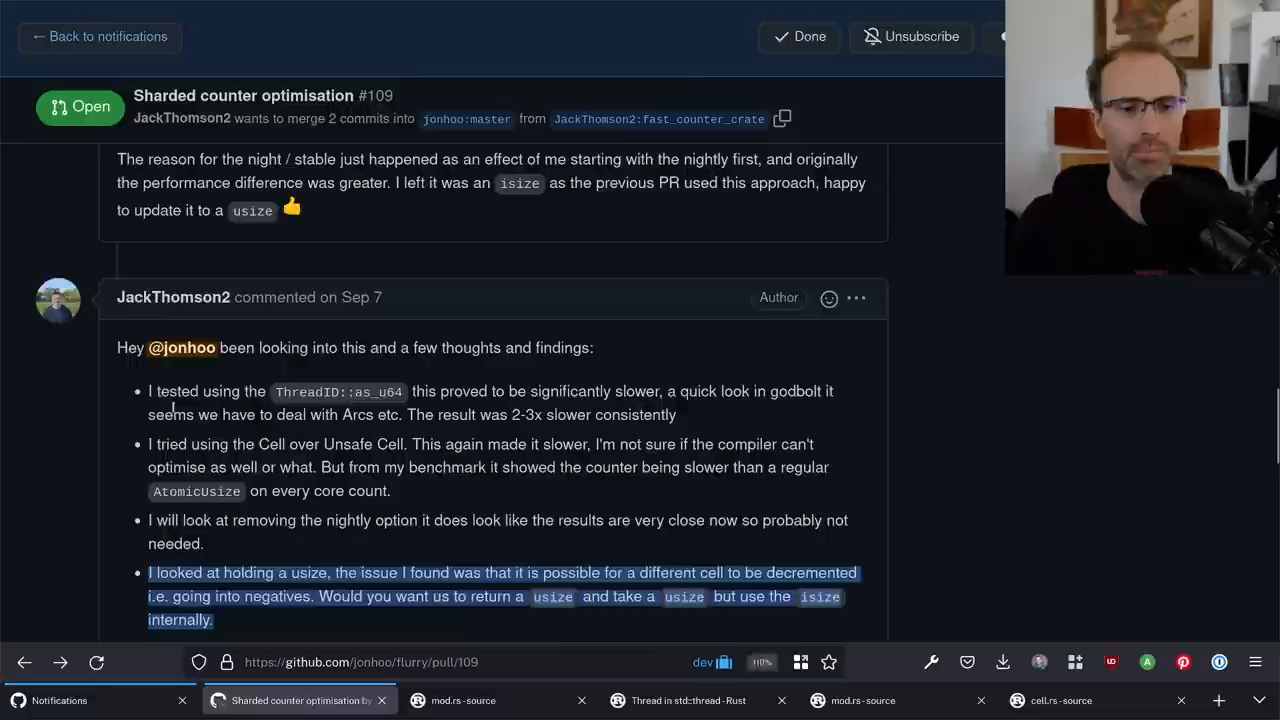 ← Back to notifications
Done
Unsubscribe
Open
Sharded counter optimisation #109
JackThomson2 wants to merge 2 commits into jonhoo:master from JackThomson2:fast_counter_crate
The reason for the night / stable just happened as an effect of me starting with the nightly first, and originally
the performance difference was greater. I left it was an isize as the previous PR used this approach, happy
to update it to a usize 👍
JackThomson2 commented on Sep 7
Author
Hey @jonhoo been looking into this and a few thoughts and findings:
• I tested using the ThreadID::as_u64 this proved to be significantly slower, a quick look in godbolt it
seems we have to deal with Arcs etc. The result was 2-3x slower consistently
• I tried using the Cell over Unsafe Cell. This again made it slower, I'm not sure if the compiler can't
optimise as well or what. But from my benchmark it showed the counter being slower than a regular
AtomicUsize on every core count.
• I will look at removing the nightly option it does look like the results are very close now so probably not
needed.
• I looked at holding a usize, the issue I found was that it is possible for a different cell to be decremented
i.e. going into negatives. Would you want us to return a usize and take a usize but use the isize
internally.
https://github.com/jonhoo/flurry/pull/109
dev
110%
Notifications
Sharded counter optimisation by
mod.rs - source
Thread in std::thread - Rust
mod.rs - source
cell.rs - source